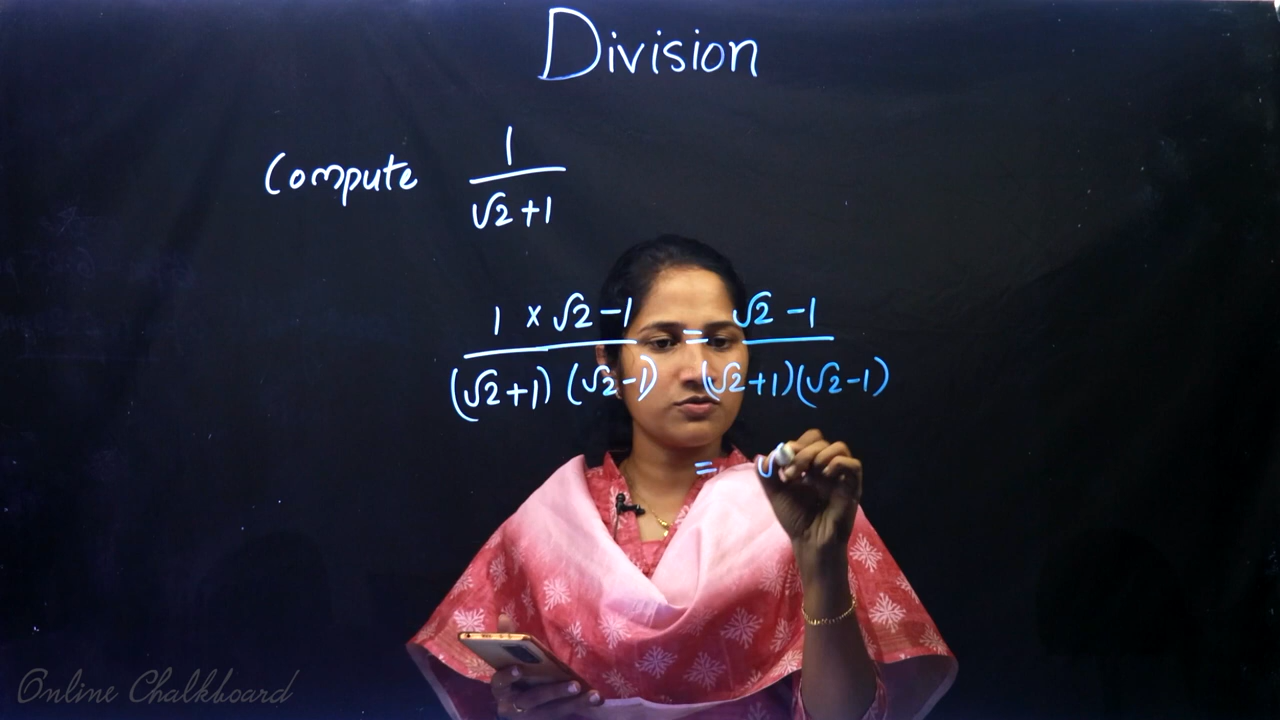 Division
Compute 1/(√2+1)
1 × √2 - 1 / (√2+1) (√2-1) = √2 - 1 / (√2+1)(√2-1)
= √
Online Chalkboard